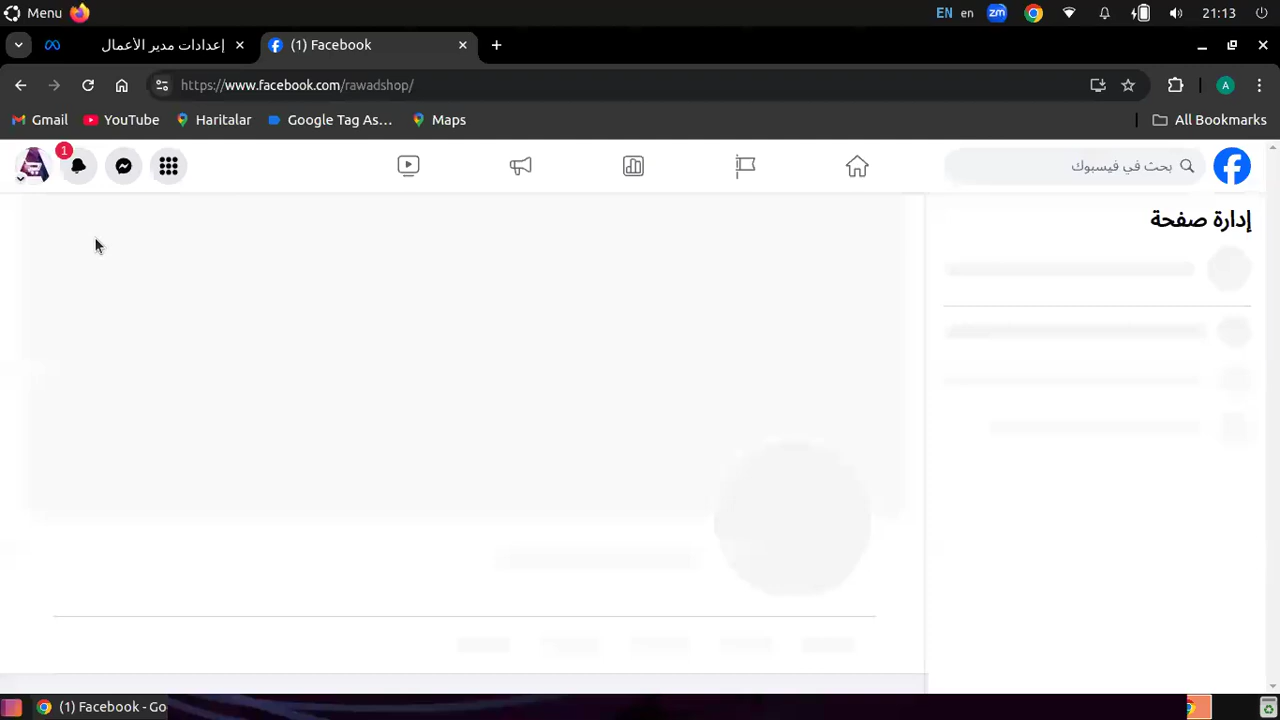 Menu
EN en zm 21:13
إعدادات مدير الأعمال
(1) Facebook
https://www.facebook.com/rawadshop/
A
Gmail
YouTube
Haritalar
Google Tag As…
Maps
All Bookmarks
1
بحث في فيسبوك
إدارة صفحة
(1) Facebook - Go